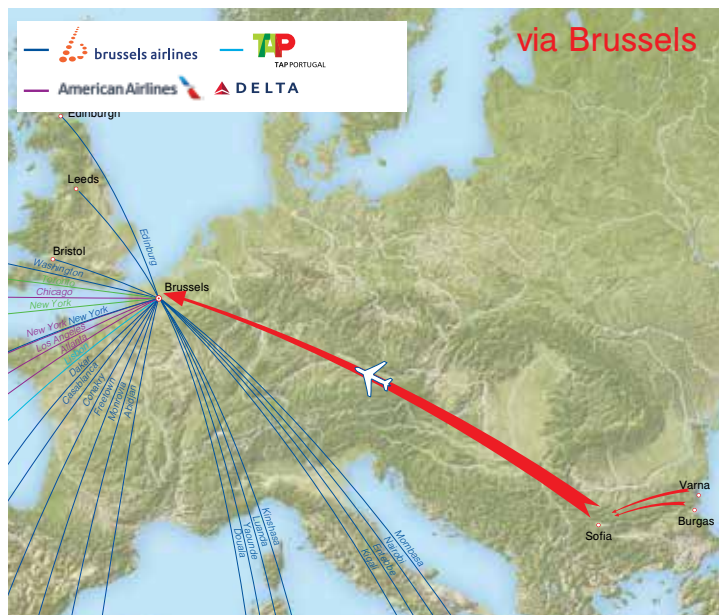 brussels airlines
TAP
TAP PORTUGAL
American Airlines
DELTA
via Brussels
Edinburgh
Leeds
Bristol
Brussels
Edinburg
Washington
Chicago
New York
New York
New York
Los Angeles
Atlanta
Dakar
Casablanca
Conakry
Freetown
Monrovia
Abidjan
Douala
Yaounde
Luanda
Kinshasa
Kigali
Entebbe
Nairobi
Mombasa
Varna
Burgas
Sofia